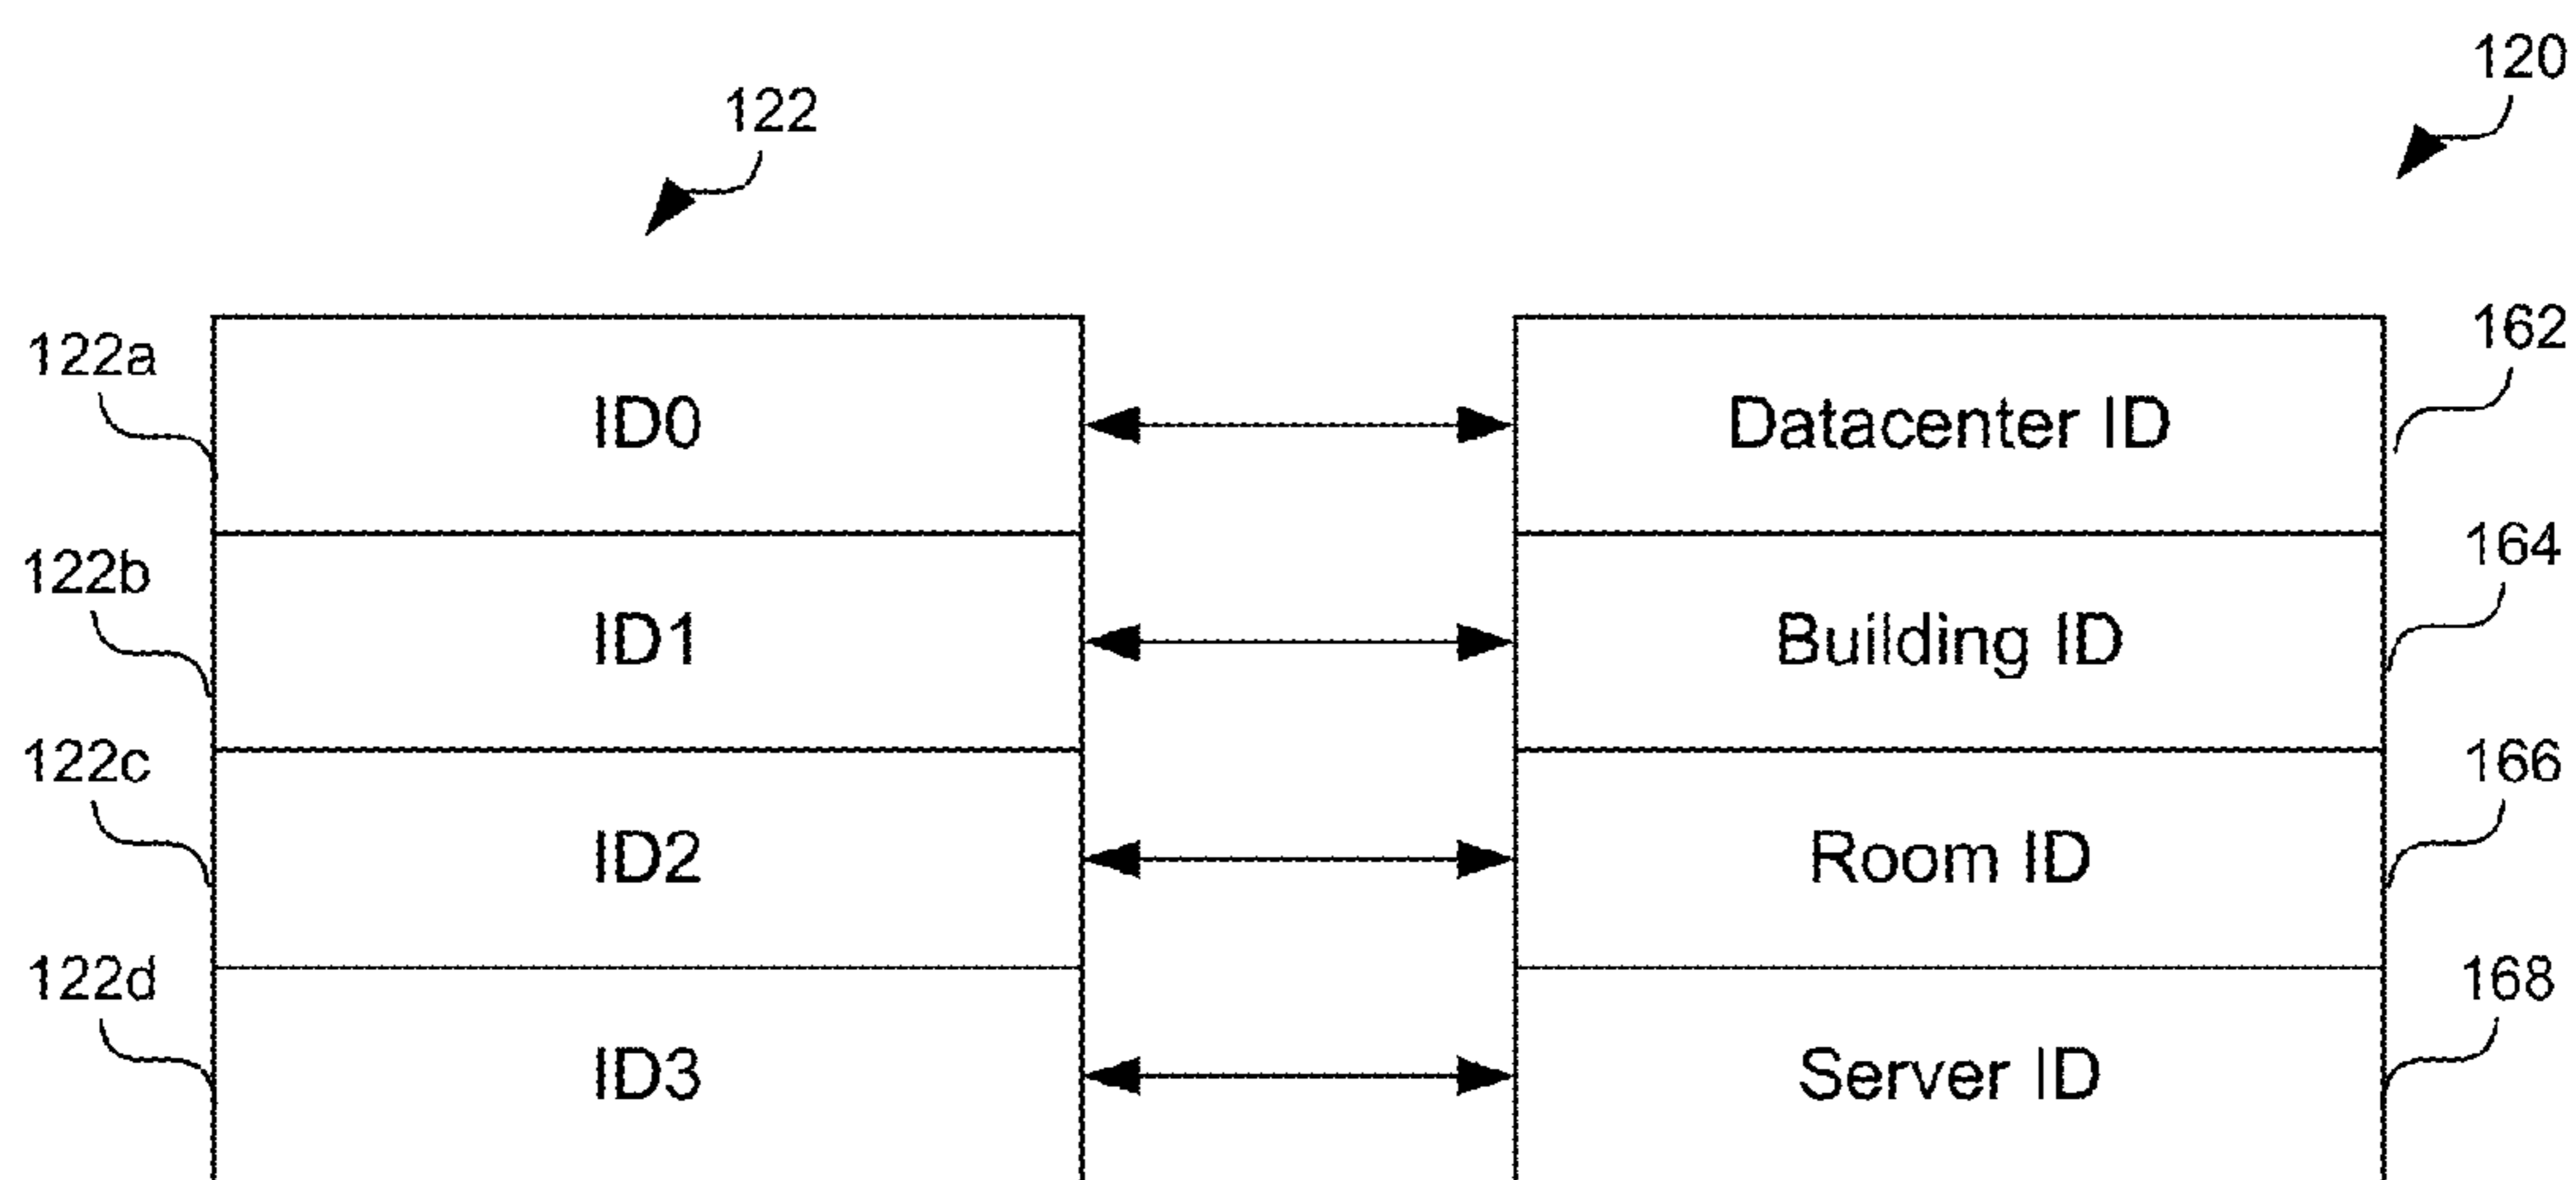 120
122
122a
ID0
Datacenter ID
162
122b
ID1
Building ID
164
122c
ID2
Room ID
166
122d
ID3
Server ID
168